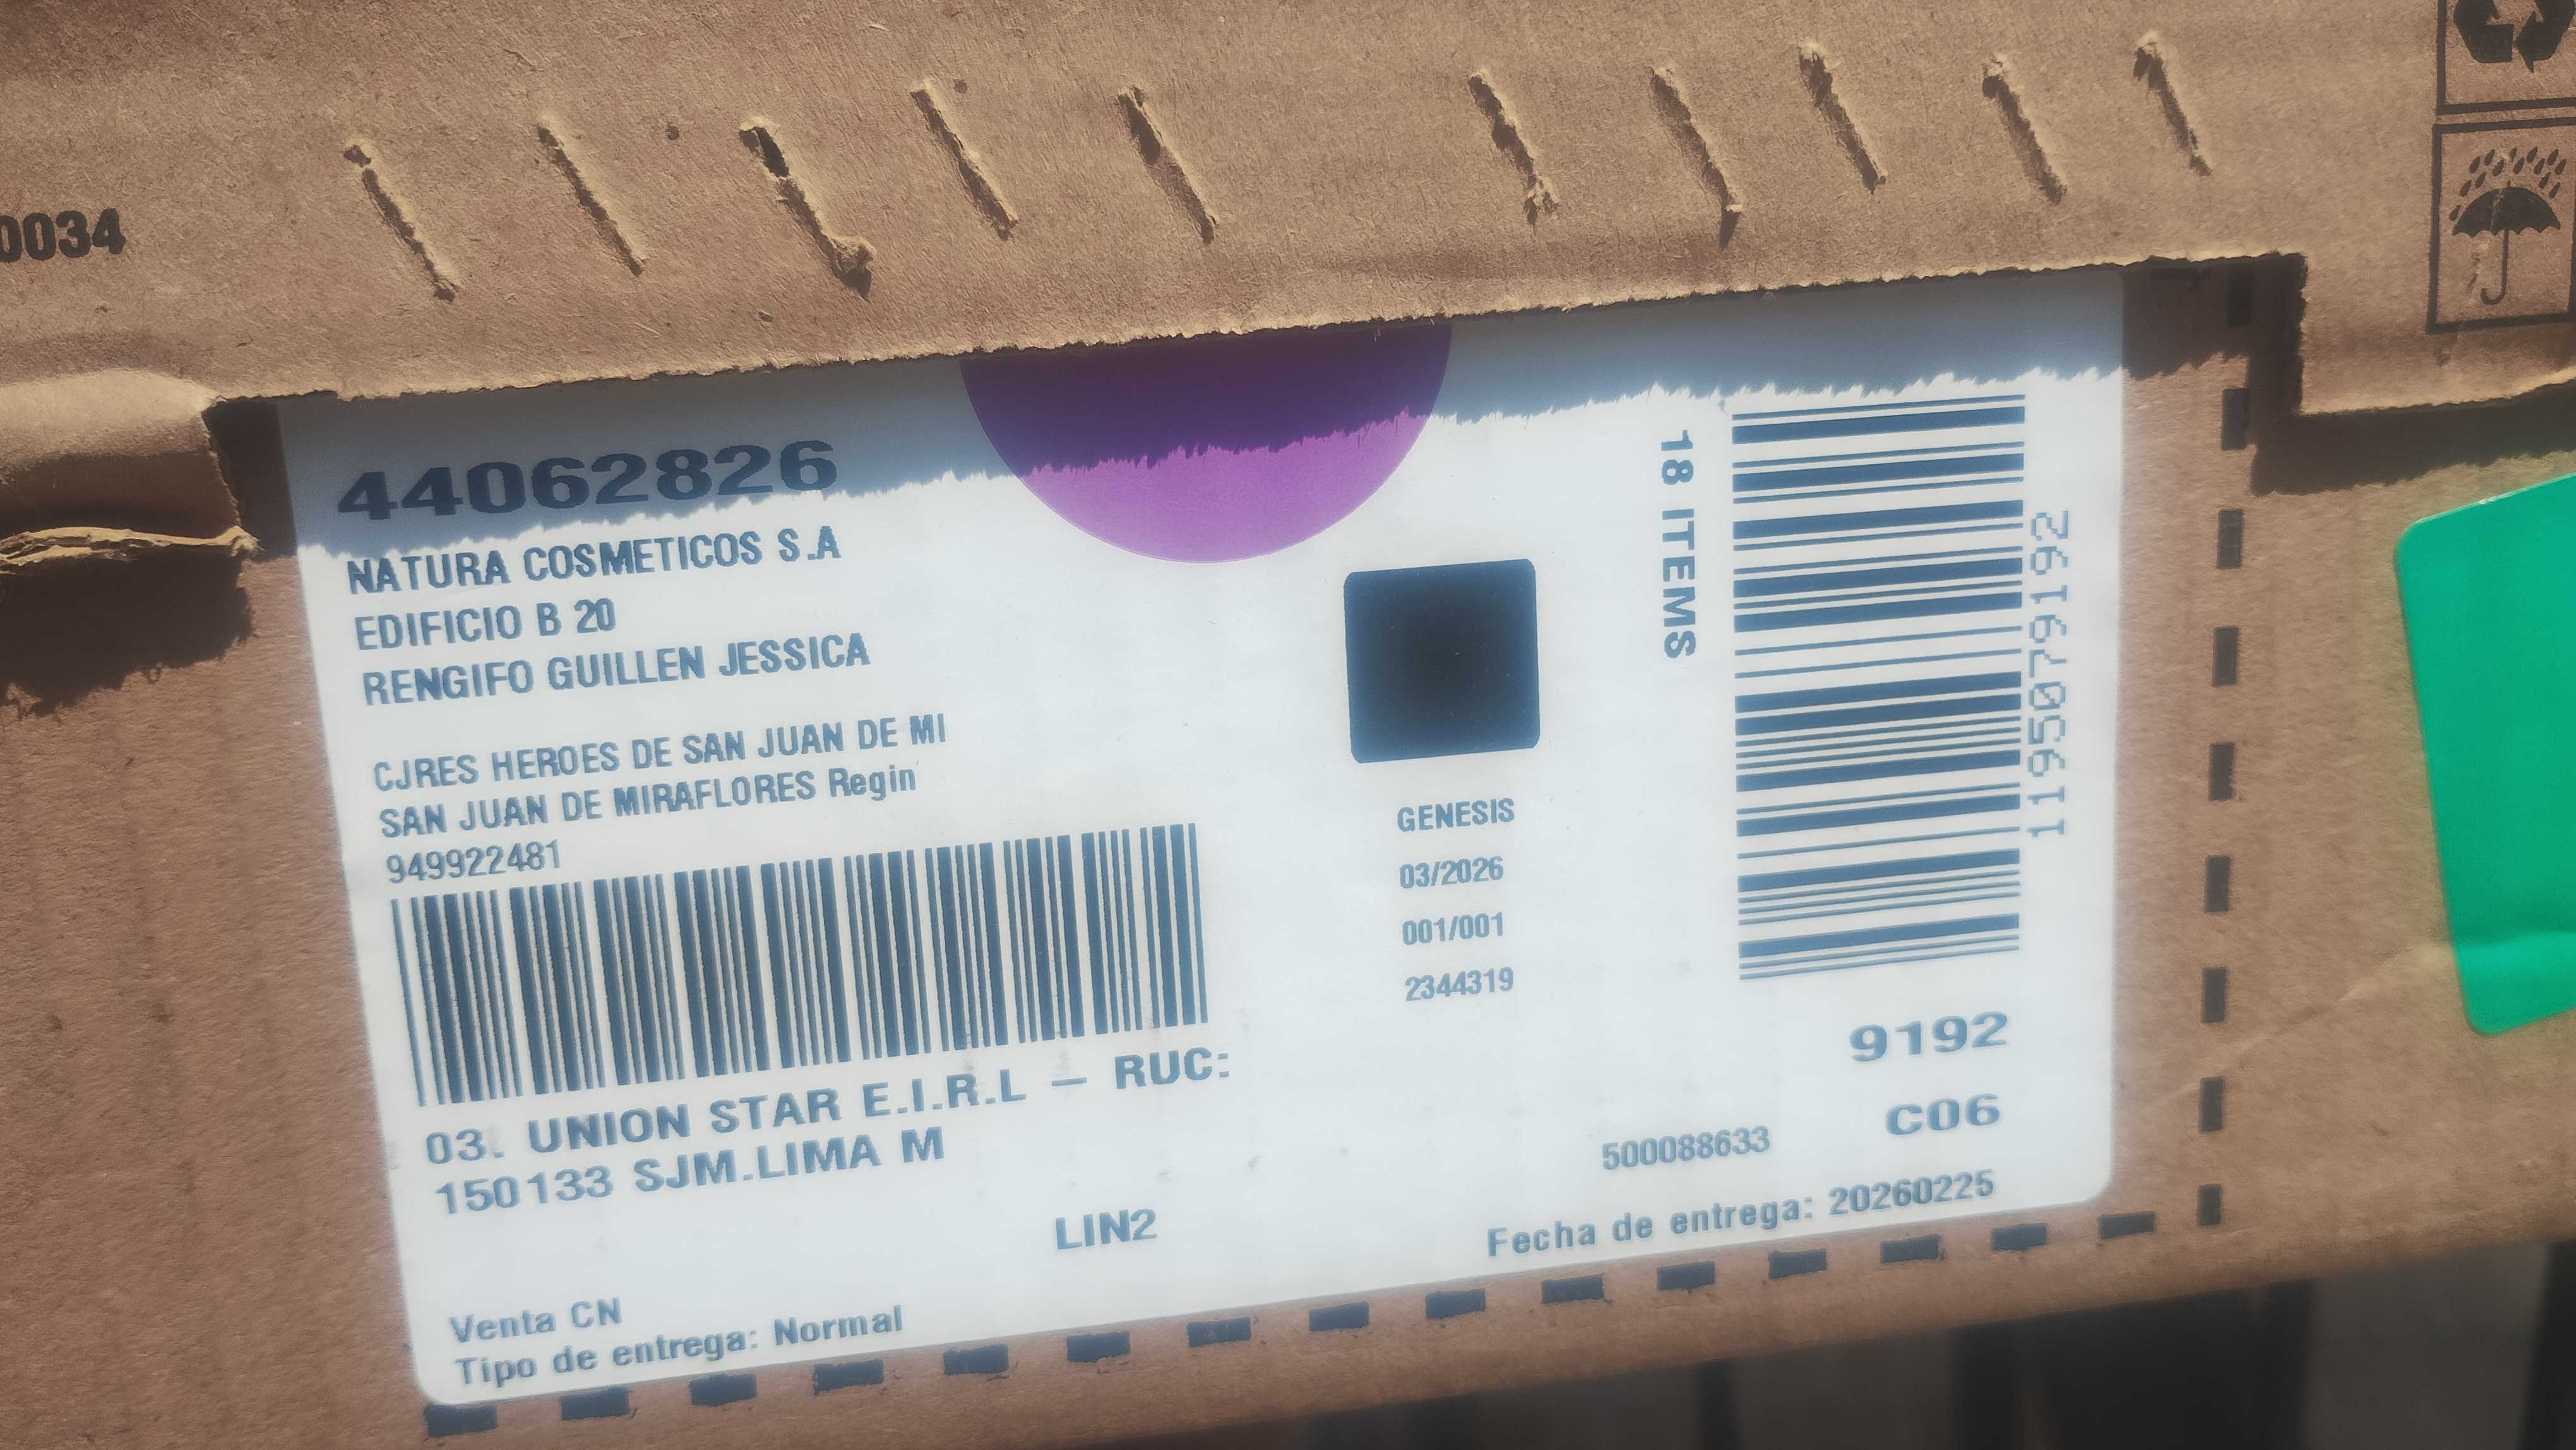 0034
44062826
NATURA COSMETICOS S.A
EDIFICIO B 20
RENGIFO GUILLEN JESSICA
CJRES HEROES DE SAN JUAN DE MI
SAN JUAN DE MIRAFLORES Regin
949922481
03. UNION STAR E.I.R.L – RUC:
150133 SJM.LIMA M
LIN2
Venta CN
Tipo de entrega: Normal
GENESIS
03/2026
001/001
2344319
18 ITEMS
1195079192
9192
C06
500088633
Fecha de entrega: 20260225